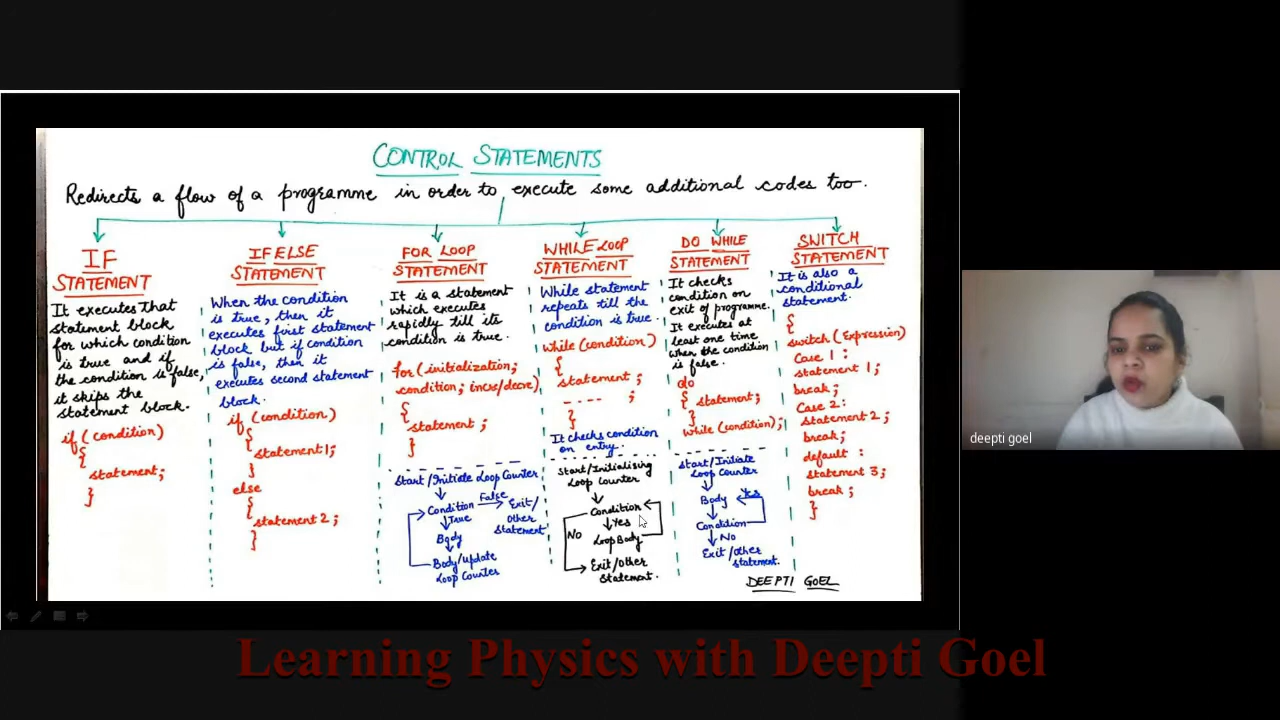 CONTROL STATEMENTS
Redirects a flow of a programme in order to execute some additional codes too.
IF
STATEMENT
It executes that
statement block
for which condition
is true and if
the condition is false,
it skips the
statement block.
if (condition)
{
statement;
}
IF ELSE
STATEMENT
When the condition
is true, then it
executes first statement
block but if condition
is false, then it
executes second statement
block.
if (condition)
{
statement1;
}
else
{
statement 2;
}
FOR LOOP
STATEMENT
It is a statement
which executes
rapidly till its
condition is true.
for (initialization;
condition; incre/decre)
{
statement;
}
Start/Initiate Loop Counter
Condition False Exit/
True Other
Statement
Body
Body/Update
Loop Counter
WHILE LOOP
STATEMENT
While statement
repeats till the
condition is true.
while (condition)
{
statement;
---- ;
}
It checks condition
on entry.
Start/Initialising
Loop Counter
Condition
Yes
No
Loop Body
Exit/Other
Statement.
DO WHILE
STATEMENT
It checks
condition on
exit of programme.
It executes at
least one time
when the condition
is false.
do
{ statement;
}
while (condition);
Start/Initiate
Loop Counter
Body Yes
Condition
No
Exit/Other
statement.
SWITCH
STATEMENT
It is also a
conditional
statement.
{
switch (Expression)
Case 1:
statement 1;
break;
Case 2:
statement 2;
break;
default:
statement 3;
break;
}
DEEPTI GOEL
deepti goel
Learning Physics with Deepti Goel